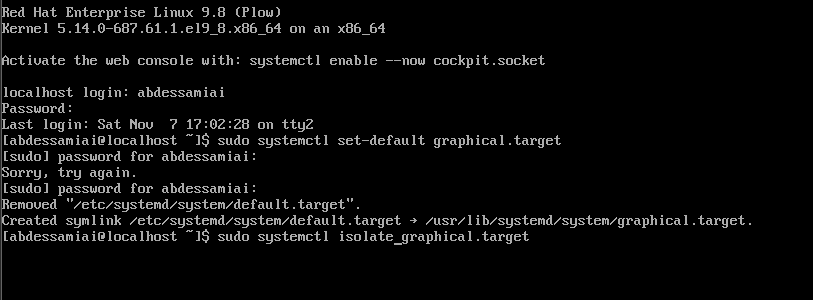 Red Hat Enterprise Linux 9.8 (Plow)
Kernel 5.14.0-687.61.1.el9_8.x86_64 on an x86_64
Activate the web console with: systemctl enable --now cockpit.socket
localhost login: abdessamiai
Password:
Last login: Sat Nov  7 17:02:28 on tty2
[abdessamiai@localhost ~]$ sudo systemctl set-default graphical.target
[sudo] password for abdessamiai:
Sorry, try again.
[sudo] password for abdessamiai:
Removed "/etc/systemd/system/default.target".
Created symlink /etc/systemd/system/default.target → /usr/lib/systemd/system/graphical.target.
[abdessamiai@localhost ~]$ sudo systemctl isolate_graphical.target